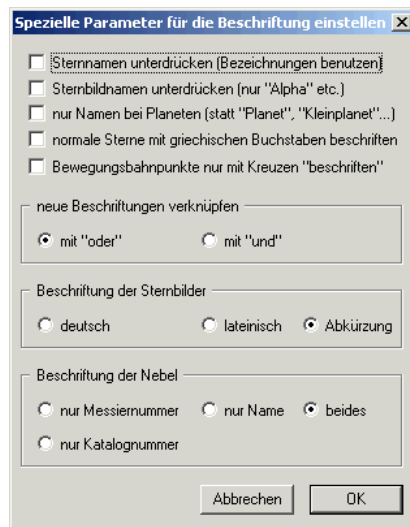 Spezielle Parameter für die Beschriftung einstellen
Sternnamen unterdrücken (Bezeichnungen benutzen)
Sternbildnamen unterdrücken (nur "Alpha" etc.)
nur Namen bei Planeten (statt "Planet", "Kleinplanet"...)
normale Sterne mit griechischen Buchstaben beschriften
Bewegungsbahnpunkte nur mit Kreuzen "beschriften"
neue Beschriftungen verknüpfen
mit "oder" mit "und"
Beschriftung der Sternbilder
deutsch lateinisch Abkürzung
Beschriftung der Nebel
nur Messiernummer nur Name beides
nur Katalognummer
Abbrechen OK